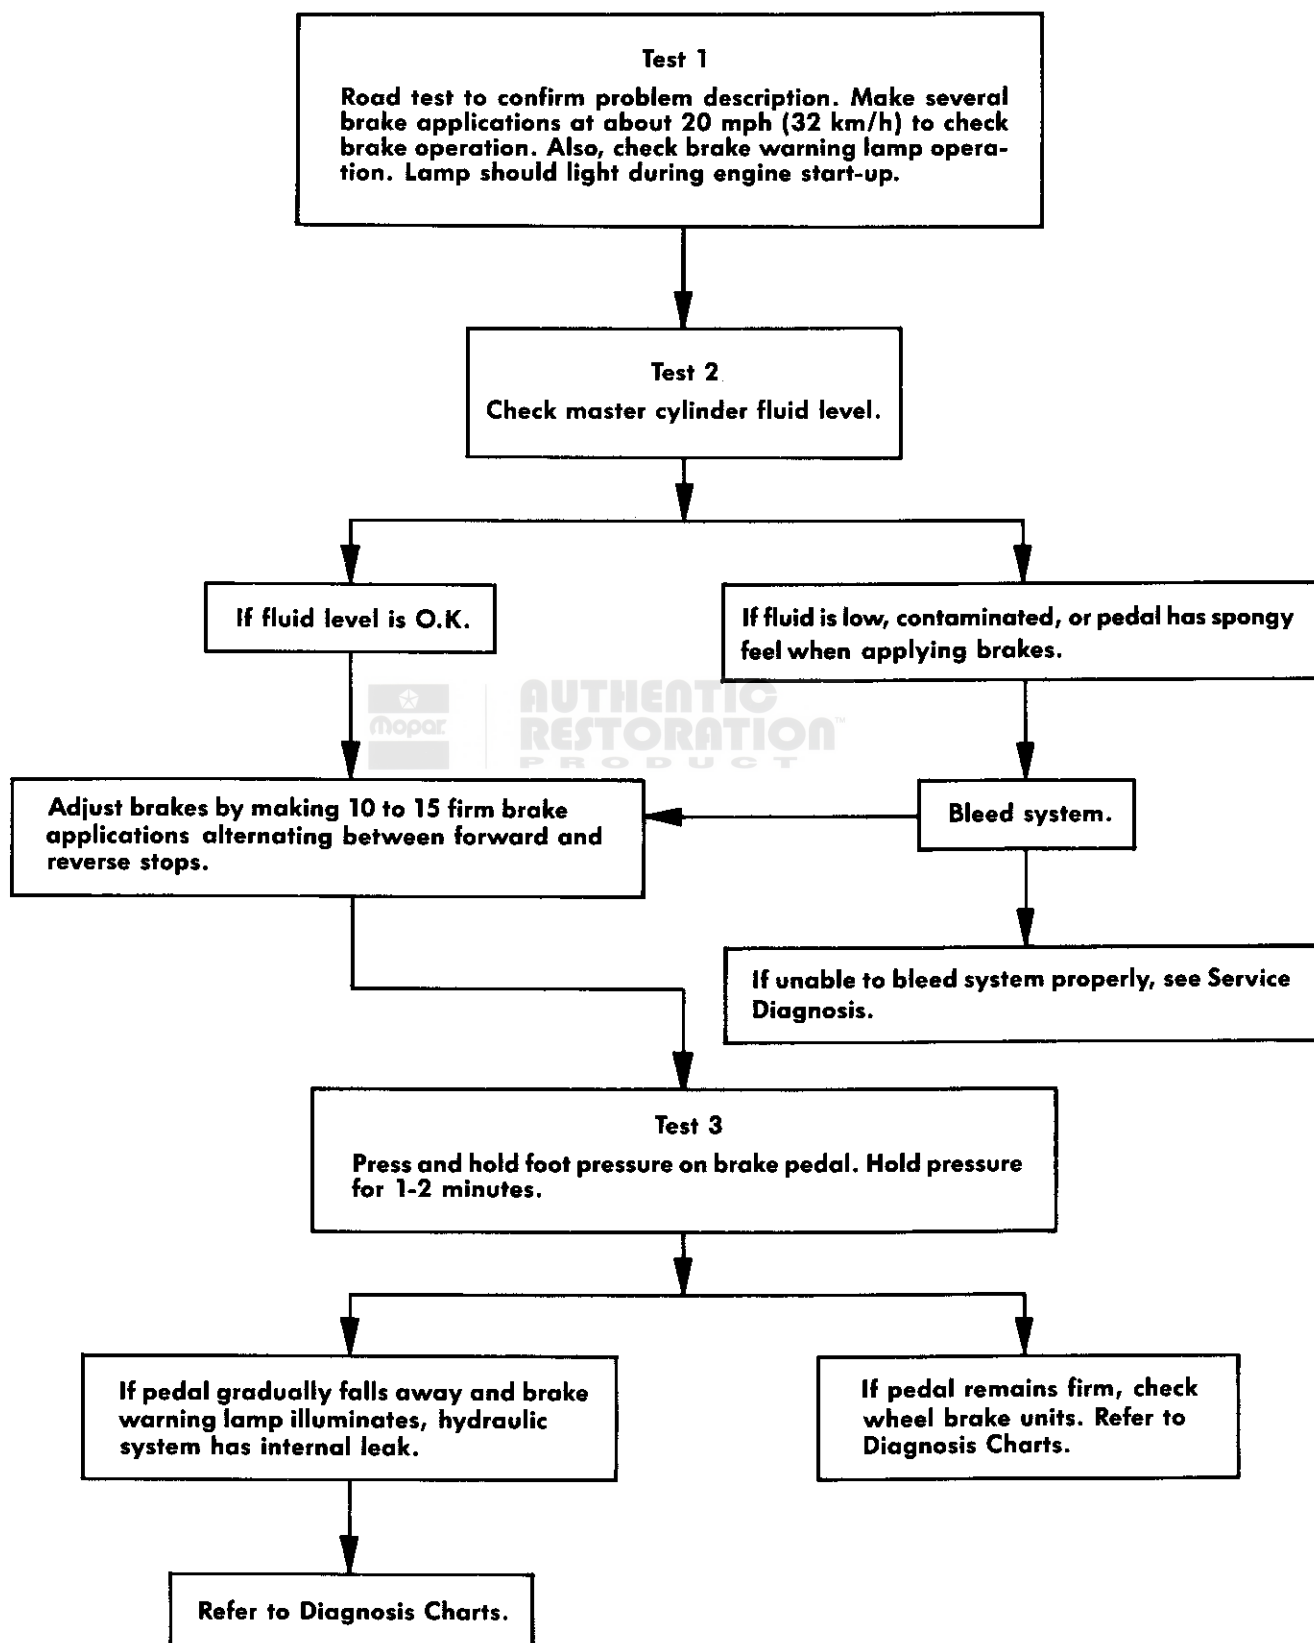 Test 1
Road test to confirm problem description. Make several
brake applications at about 20 mph (32 km/h) to check
brake operation. Also, check brake warning lamp opera-
tion. Lamp should light during engine start-up.
Test 2
Check master cylinder fluid level.
If fluid level is O.K.
If fluid is low, contaminated, or pedal has spongy
feel when applying brakes.
Mopar
AUTHENTIC
RESTORATION™
PRODUCT
Adjust brakes by making 10 to 15 firm brake
applications alternating between forward and
reverse stops.
Bleed system.
If unable to bleed system properly, see Service
Diagnosis.
Test 3
Press and hold foot pressure on brake pedal. Hold pressure
for 1-2 minutes.
If pedal gradually falls away and brake
warning lamp illuminates, hydraulic
system has internal leak.
If pedal remains firm, check
wheel brake units. Refer to
Diagnosis Charts.
Refer to Diagnosis Charts.